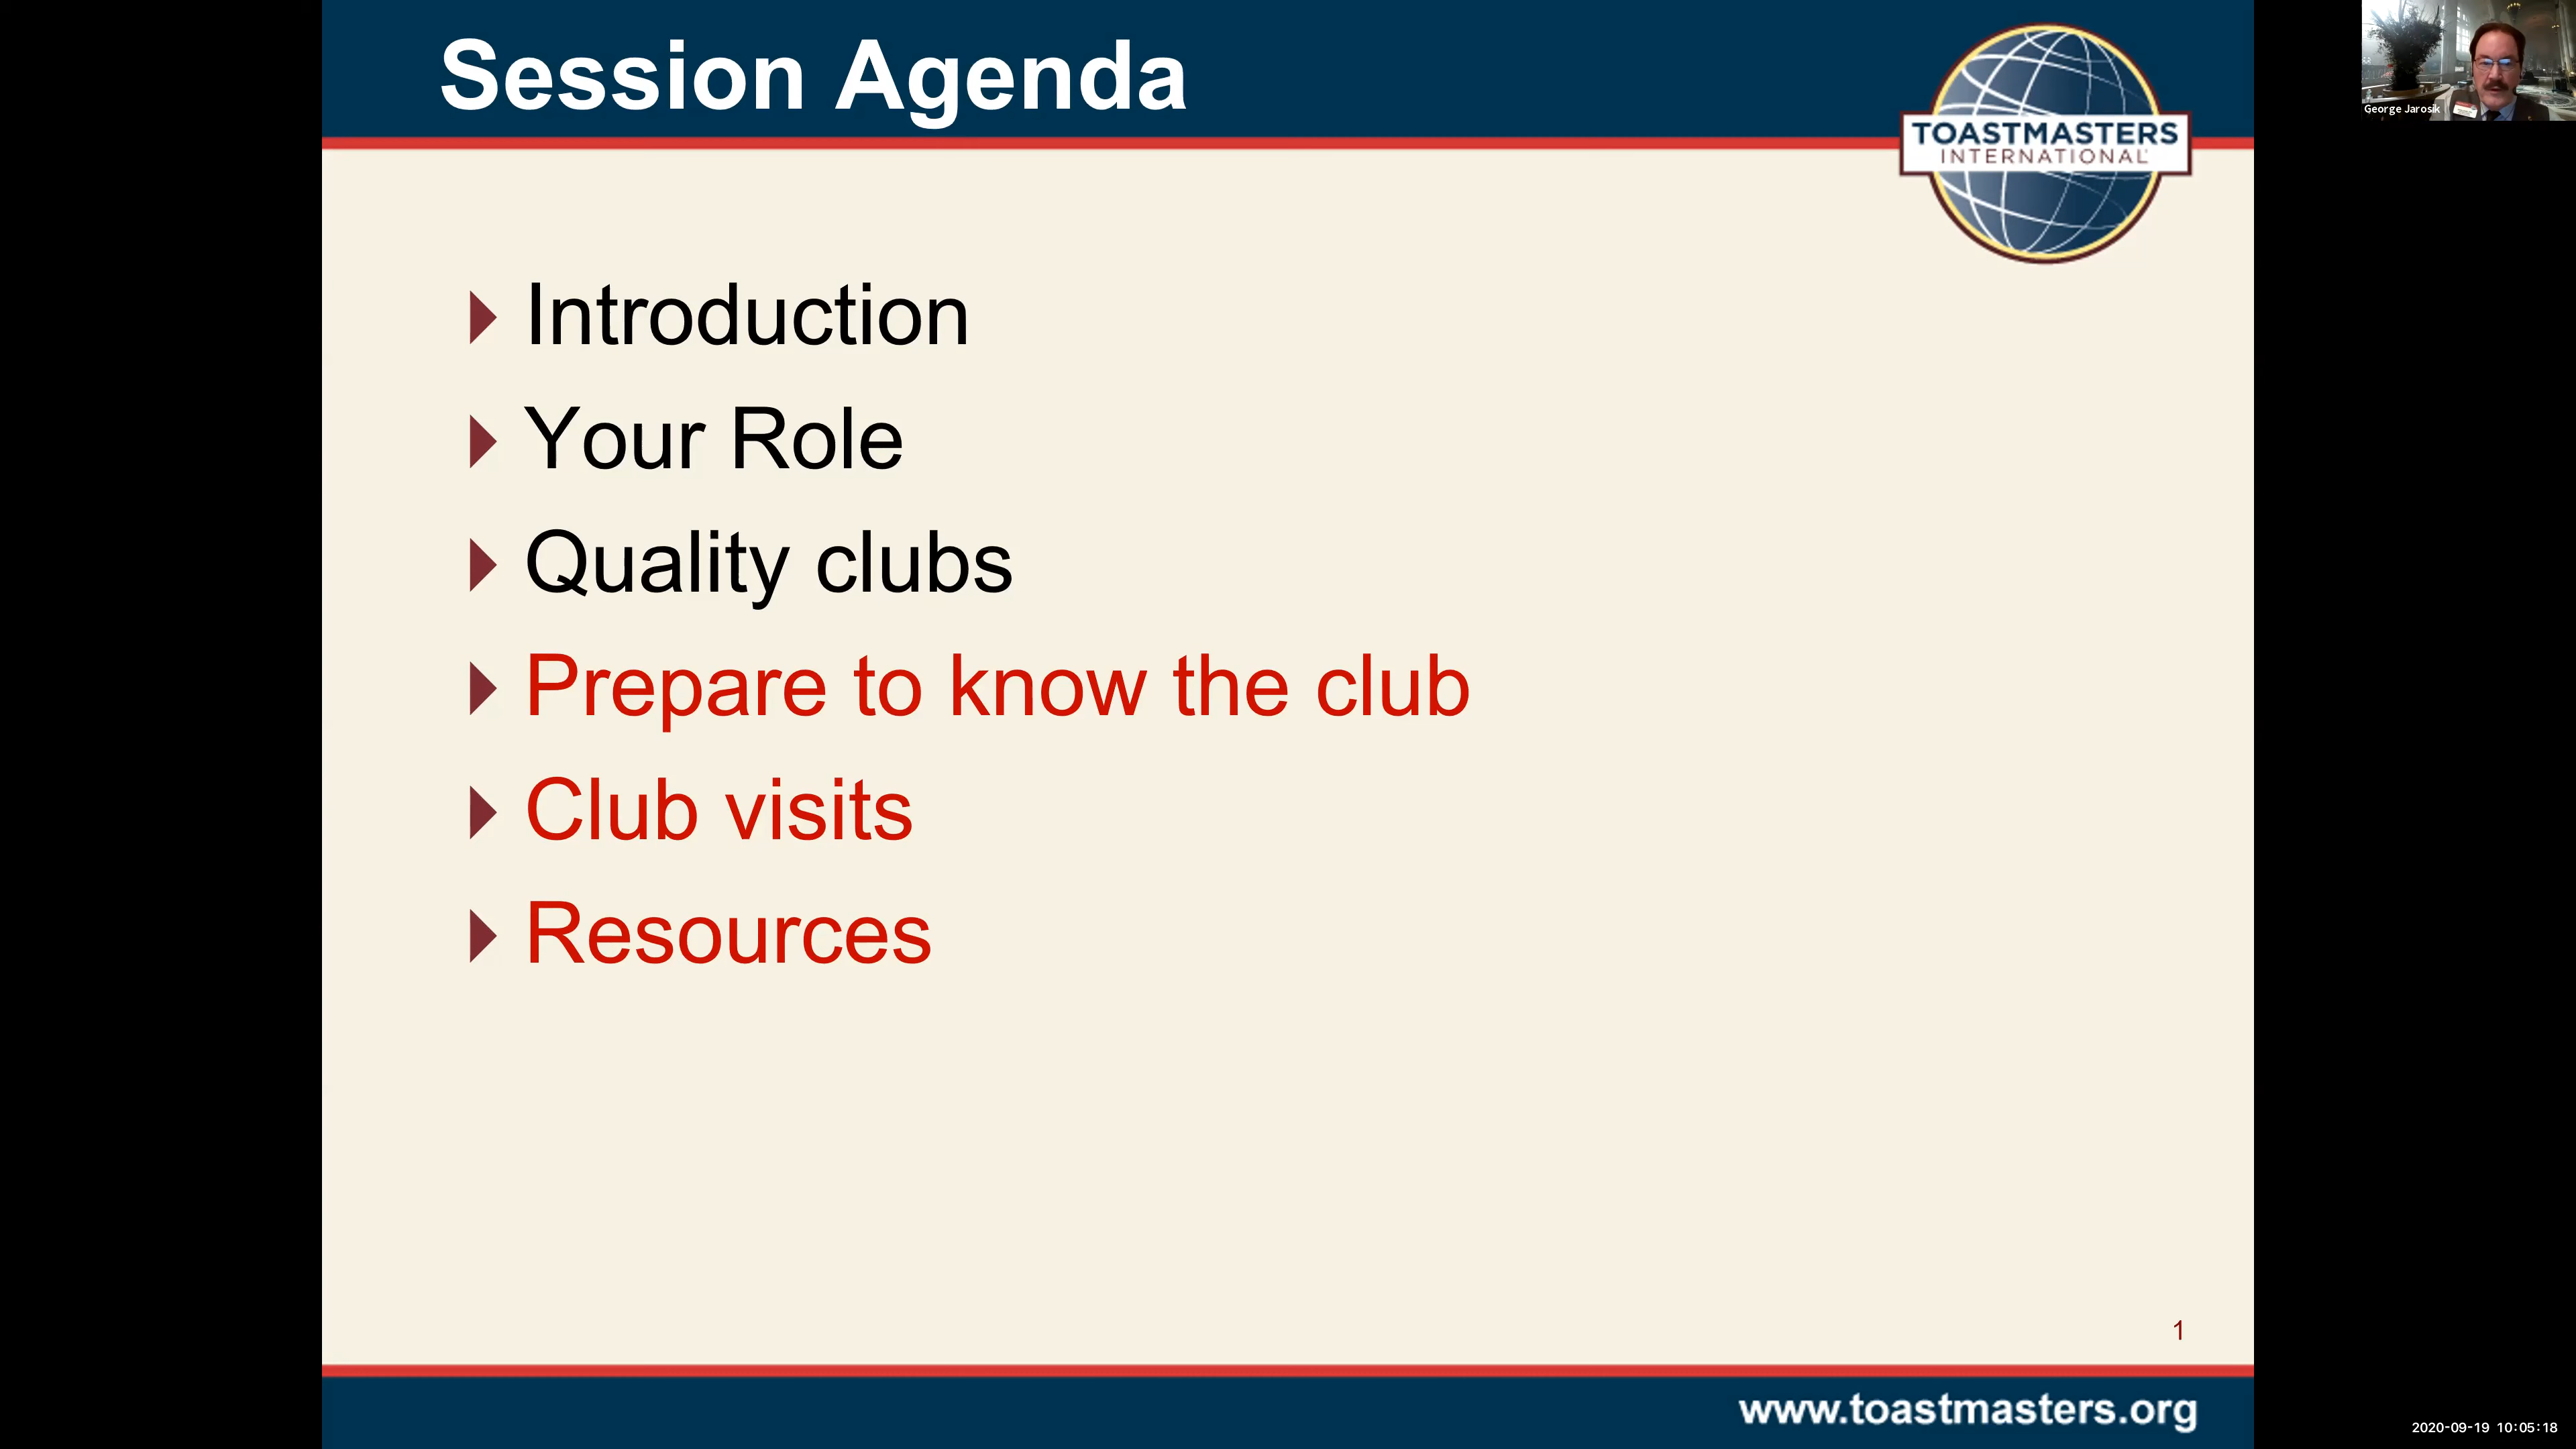 Session Agenda
TOASTMASTERS
INTERNATIONAL
George Jarosik
Introduction
Your Role
Quality clubs
Prepare to know the club
Club visits
Resources
1
www.toastmasters.org
2020-09-19 10:05:18